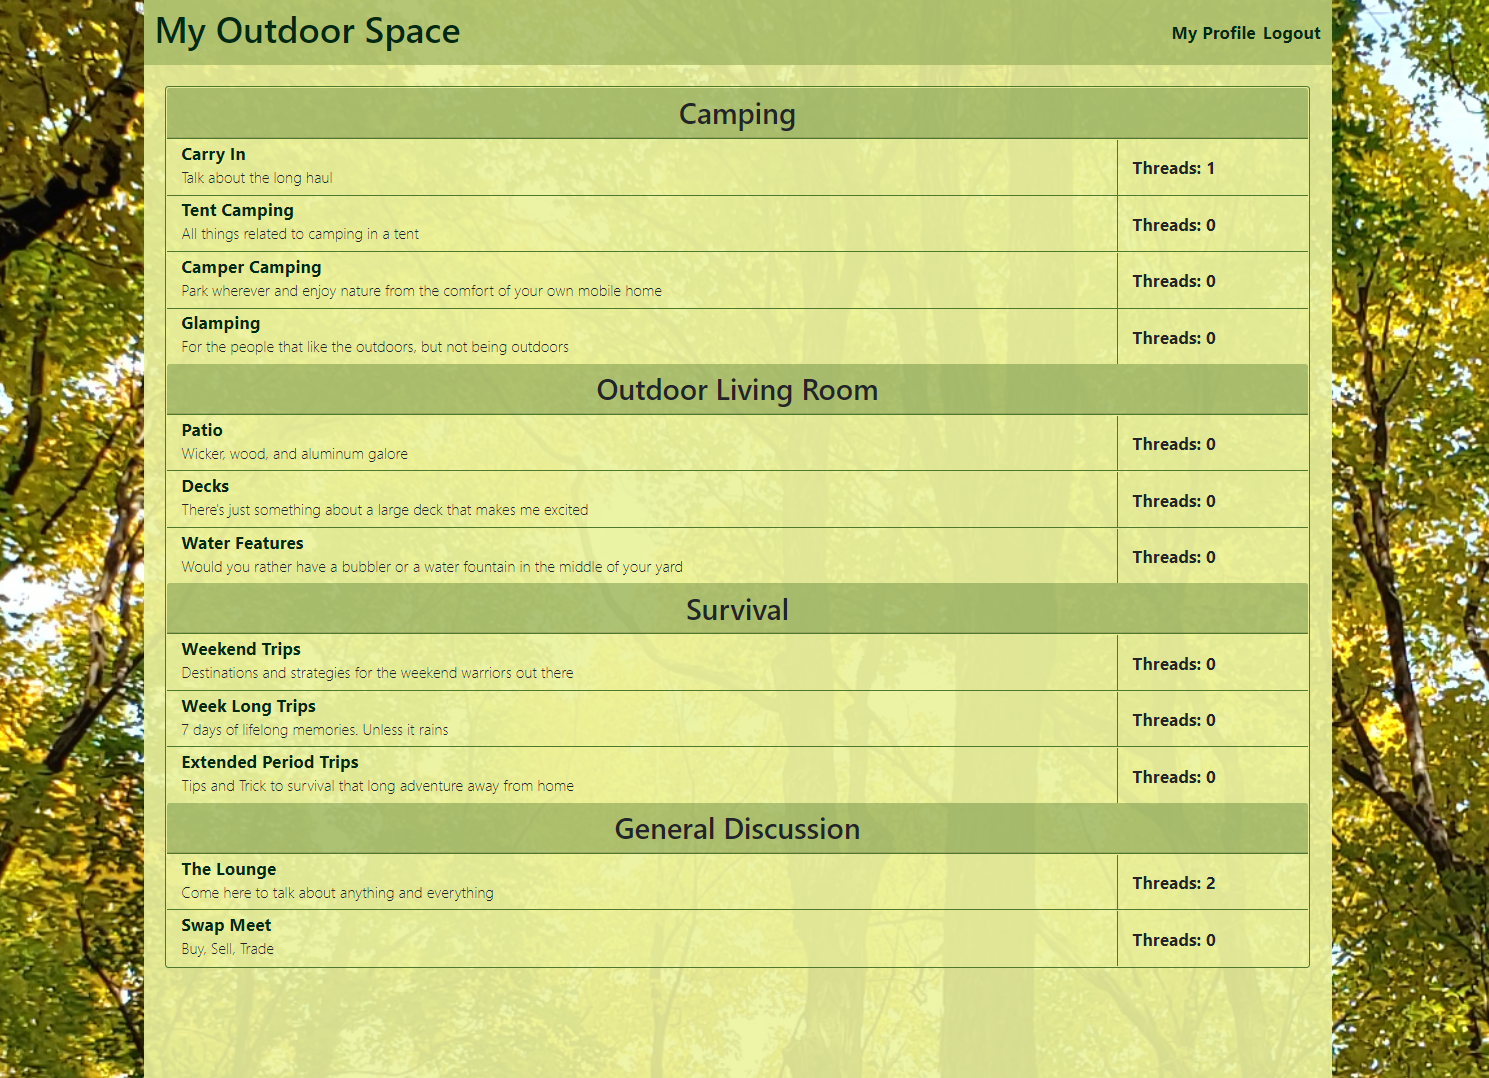 My Outdoor Space
My Profile Logout
Camping
Carry In
Talk about the long haul
Threads: 1
Tent Camping
All things related to camping in a tent
Threads: 0
Camper Camping
Park wherever and enjoy nature from the comfort of your own mobile home
Threads: 0
Glamping
For the people that like the outdoors, but not being outdoors
Threads: 0
Outdoor Living Room
Patio
Wicker, wood, and aluminum galore
Threads: 0
Decks
There's just something about a large deck that makes me excited
Threads: 0
Water Features
Would you rather have a bubbler or a water fountain in the middle of your yard
Threads: 0
Survival
Weekend Trips
Destinations and strategies for the weekend warriors out there
Threads: 0
Week Long Trips
7 days of lifelong memories. Unless it rains
Threads: 0
Extended Period Trips
Tips and Trick to survival that long adventure away from home
Threads: 0
General Discussion
The Lounge
Come here to talk about anything and everything
Threads: 2
Swap Meet
Buy, Sell, Trade
Threads: 0